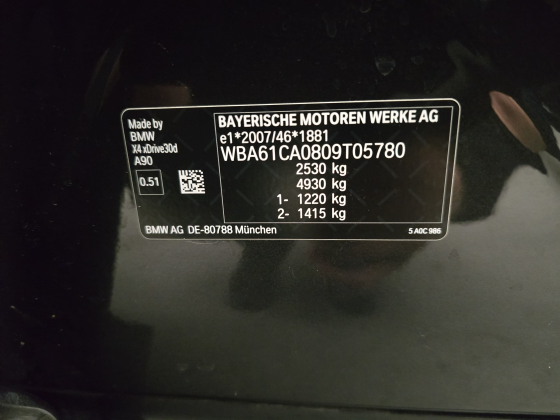 Made by
BMW
X4 xDrive30d
A90
0.51
BAYERISCHE MOTOREN WERKE AG
e1*2007/46*1881
WBA61CA0809T05780
2530 kg
4930 kg
1- 1220 kg
2- 1415 kg
BMW AG DE-80788 München
5 A0C 986